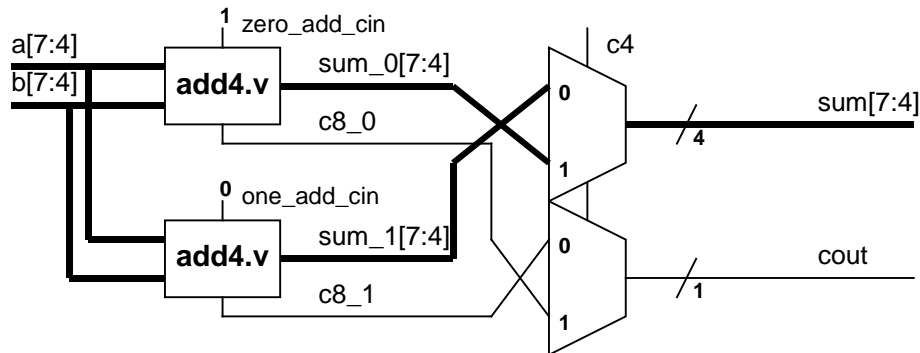 1 zero_add_cin
c4
a[7:4]
add4.v
sum_0[7:4]
0
sum[7:4]
b[7:4]
c8_0
4
1
0 one_add_cin
add4.v
sum_1[7:4]
0
cout
c8_1
1
1